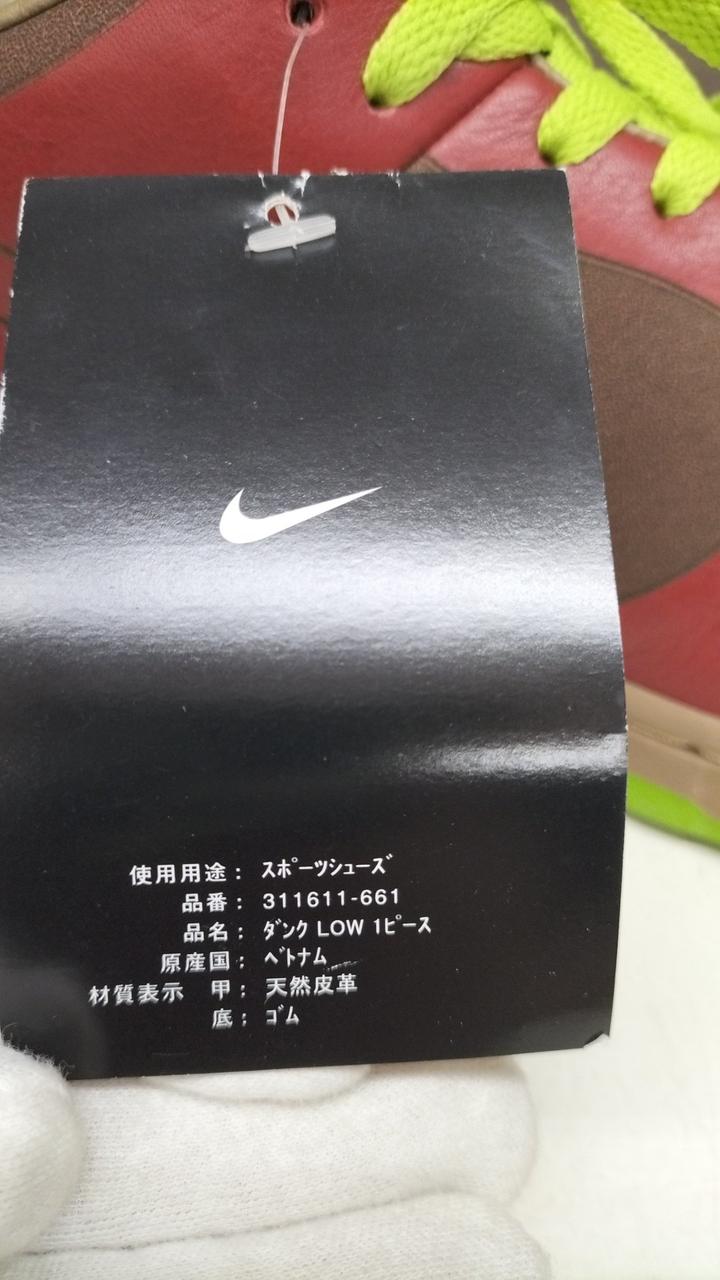 使用用途： ｽﾎﾟｰﾂｼｭｰｽﾞ
品番： 311611-661
品名： ﾀﾞﾝｸ LOW 1ﾋﾟｰｽ
原産国： ﾍﾞﾄﾅﾑ
材質表示 甲： 天然皮革
底： ｺﾞﾑ